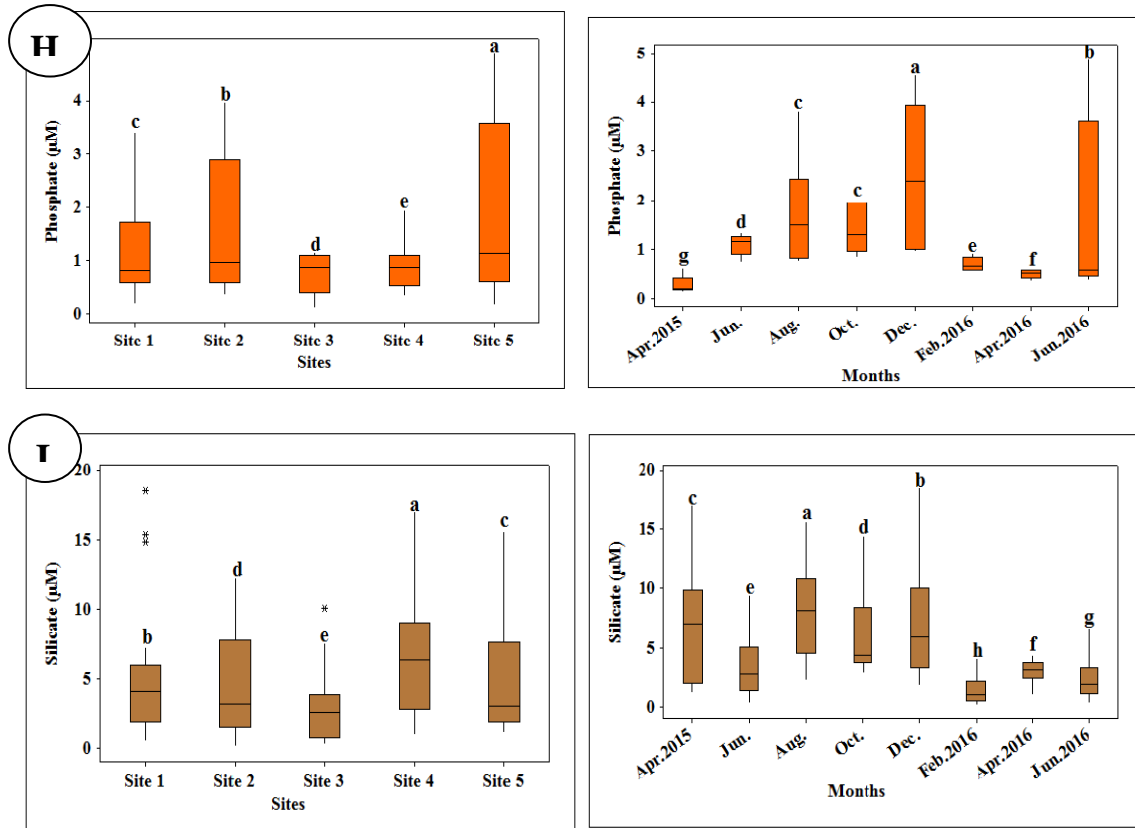 H
a
b
c
e
d
4
3
2
1
0
Phosphate (µM)
Site 1 Site 2 Site 3 Site 4 Site 5
Sites
b
a
c
c
d
e
f
g
5
4
3
2
1
0
Phosphate (µM)
Apr.2015 Jun. Aug. Oct. Dec. Feb.2016 Apr.2016 Jun.2016
Months
20
15
10
5
0
Silicate (µM)
a
c
d
b
e
Site 1 Site 2 Site 3 Site 4 Site 5
Sites
20
15
10
5
0
Silicate (µM)
b
c
a
d
e
f
g
h
Apr.2015 Jun. Aug. Oct. Dec. Feb.2016 Apr.2016 Jun.2016
Months